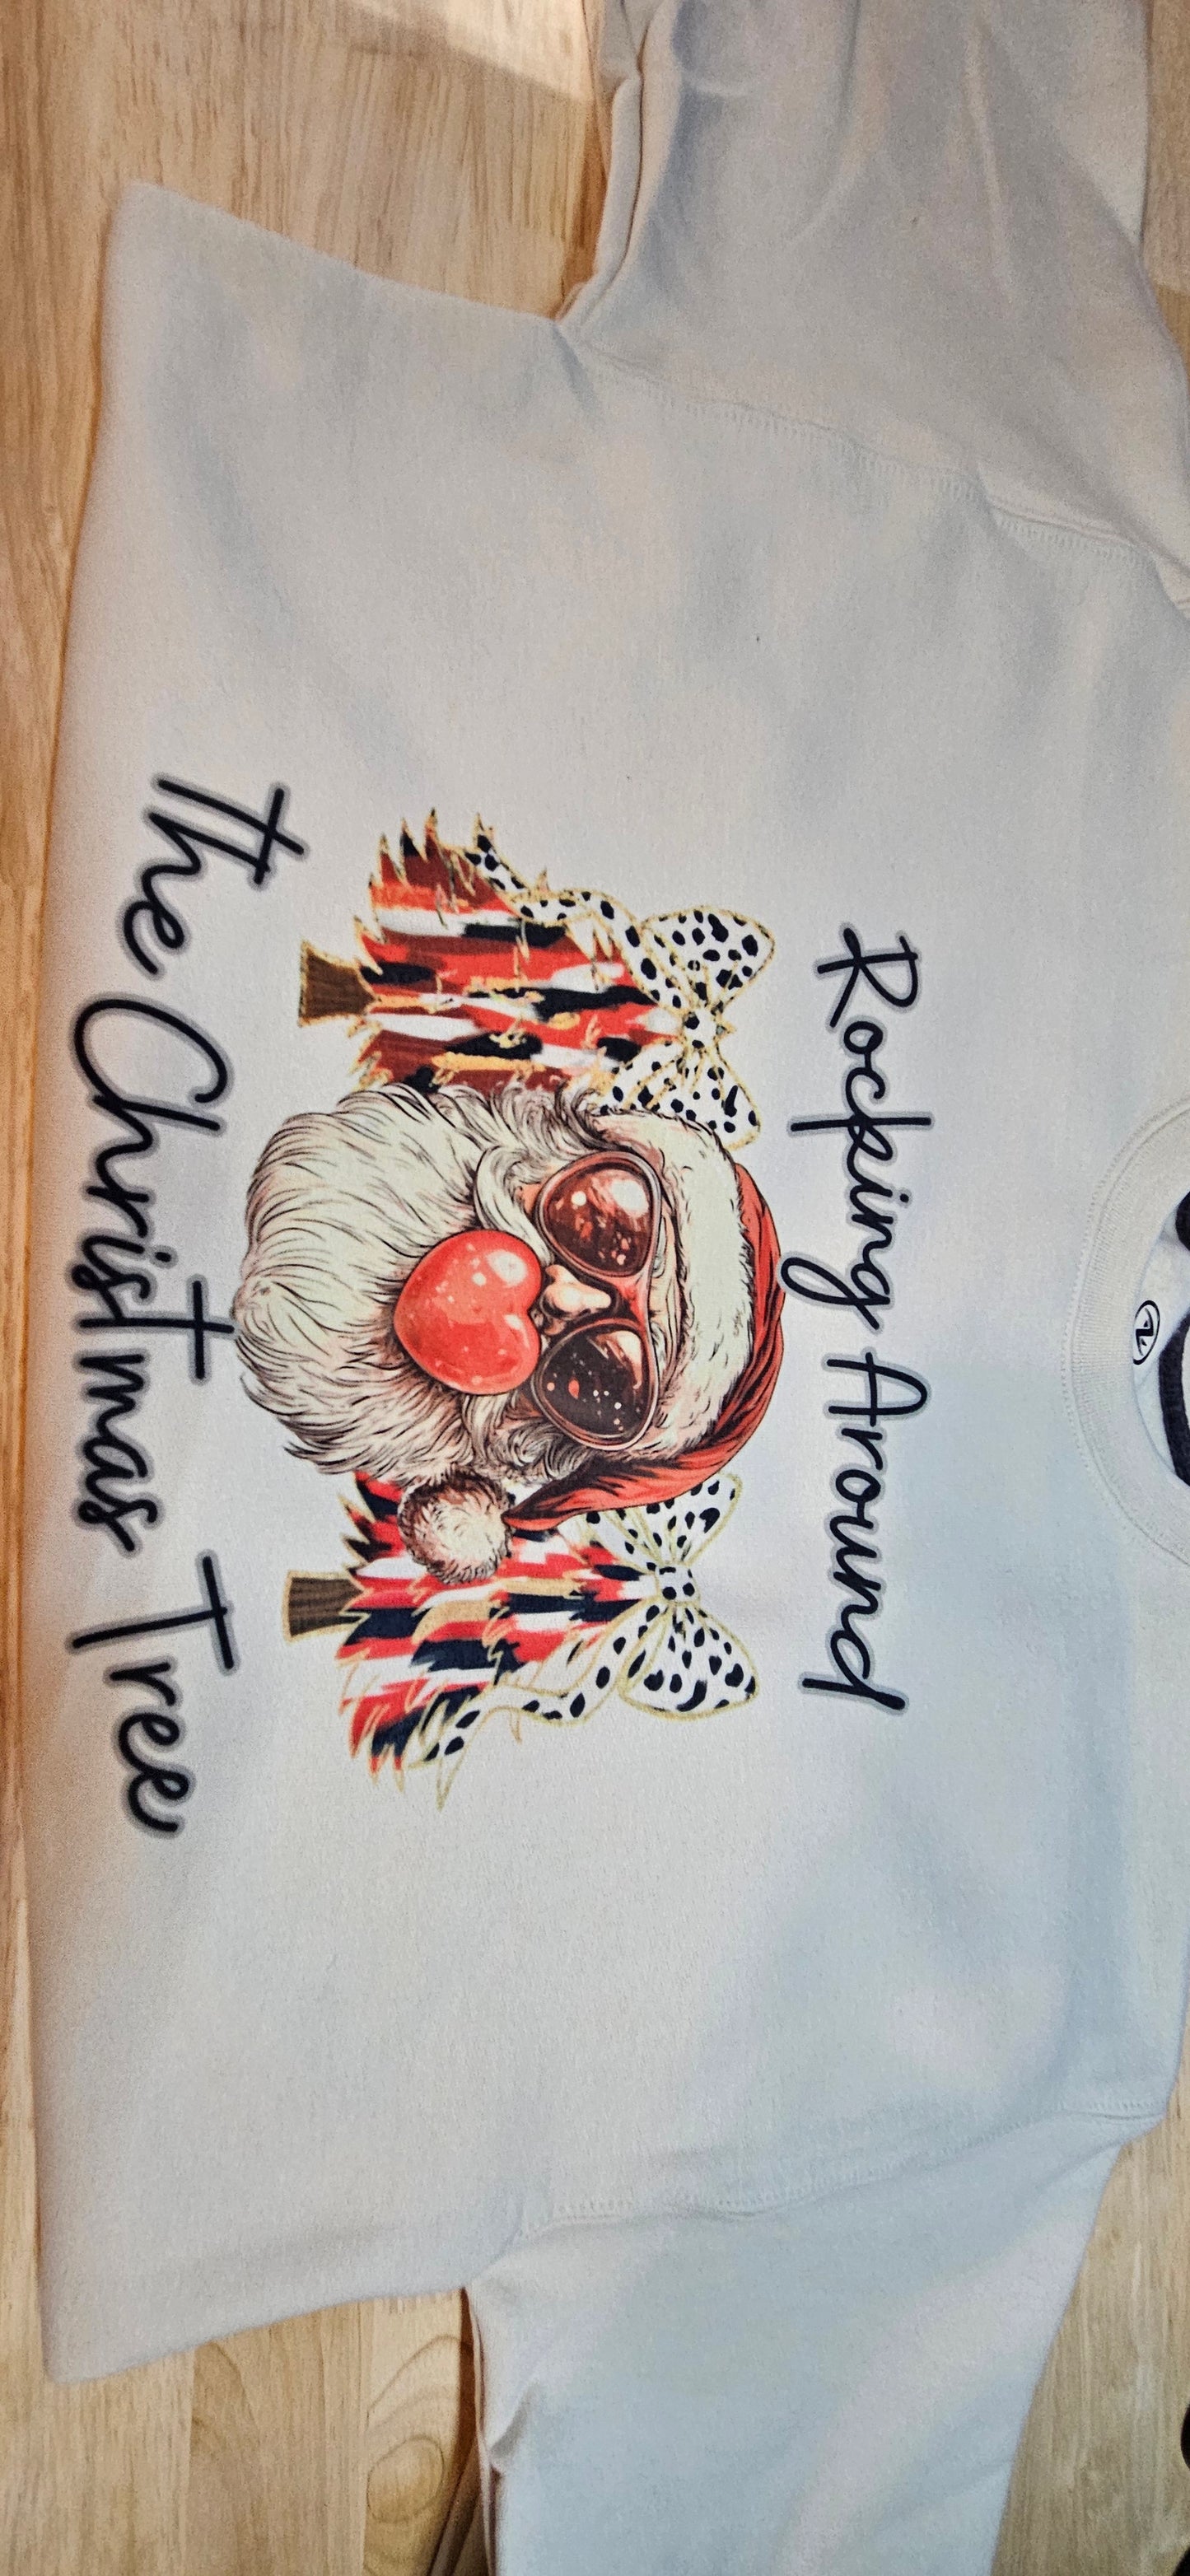 Rocking Around
the Christmas Tree